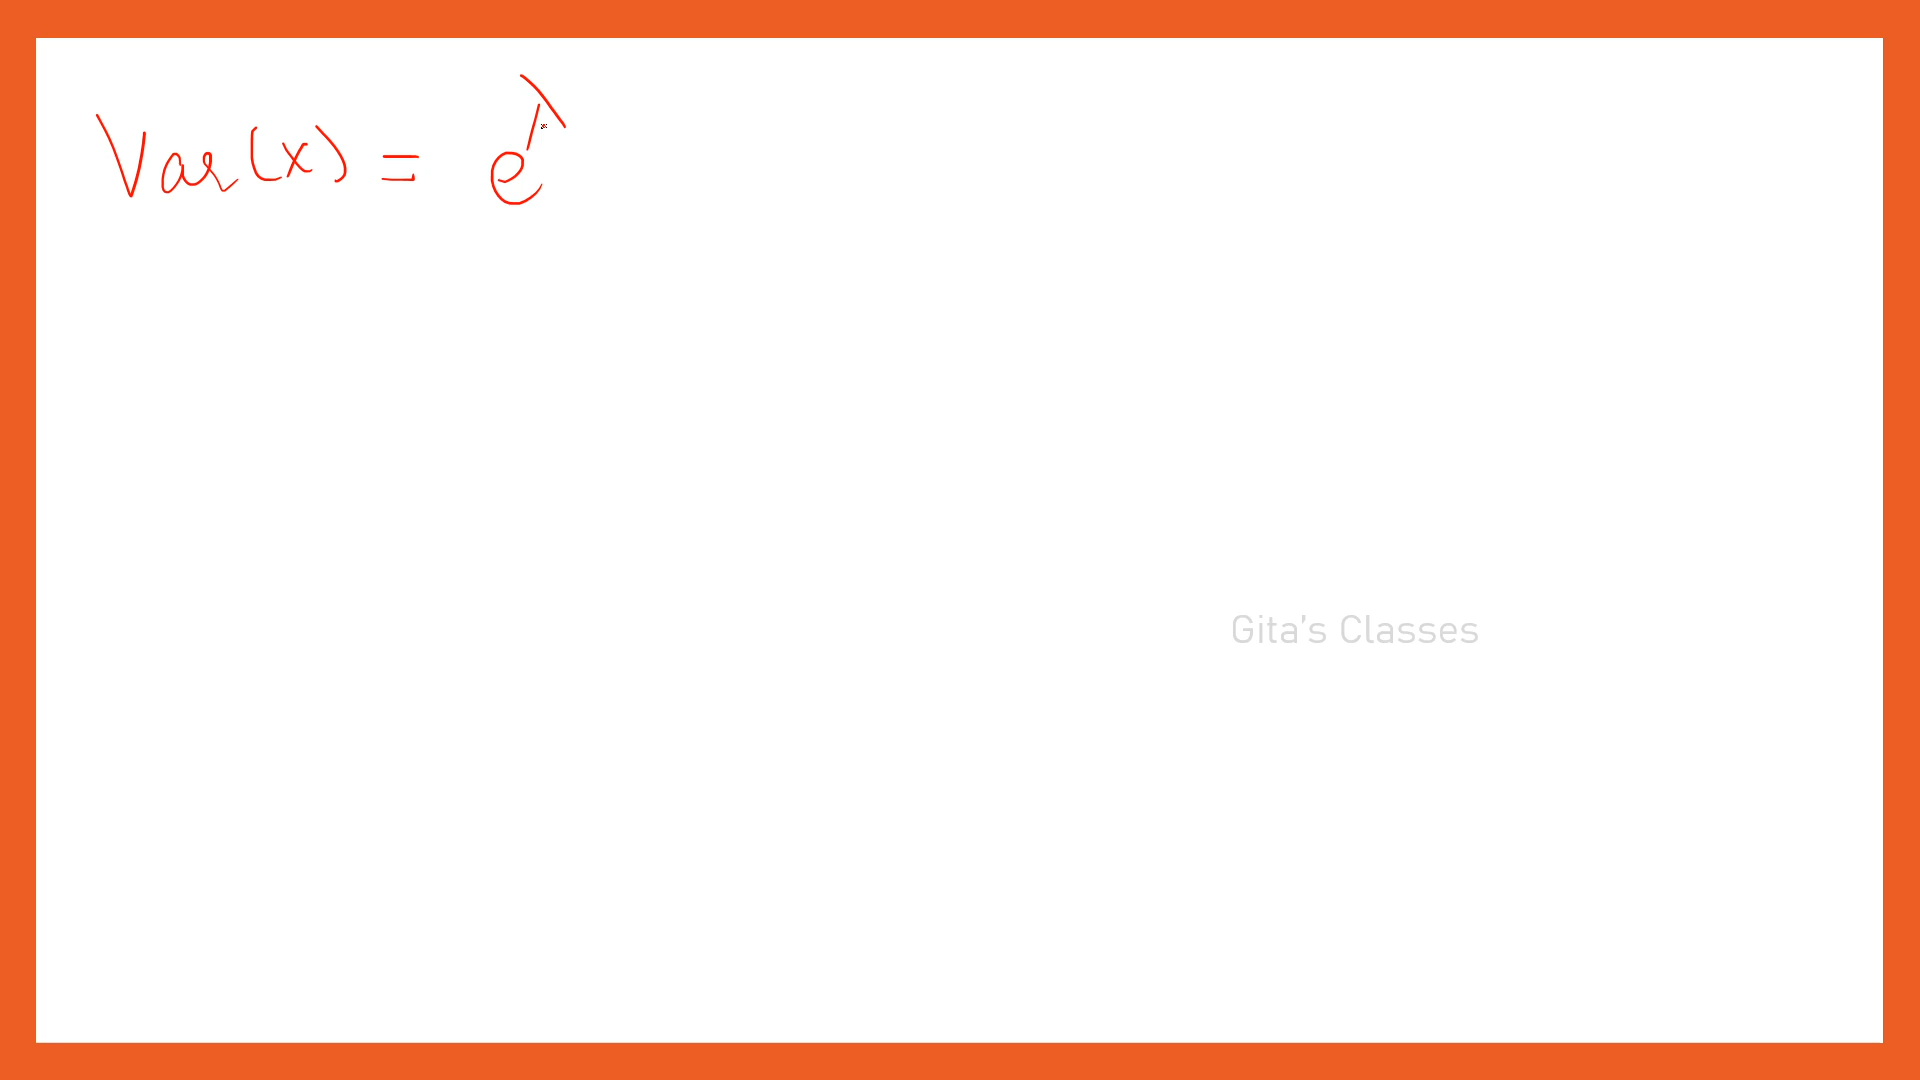 Var(x) = e^λ
Gita's Classes